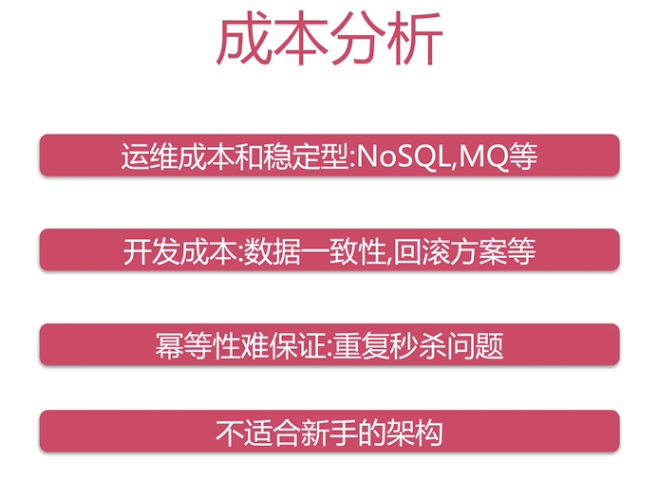 成本分析
运维成本和稳定型:NoSQL,MQ等
开发成本:数据一致性,回滚方案等
幂等性难保证:重复秒杀问题
不适合新手的架构